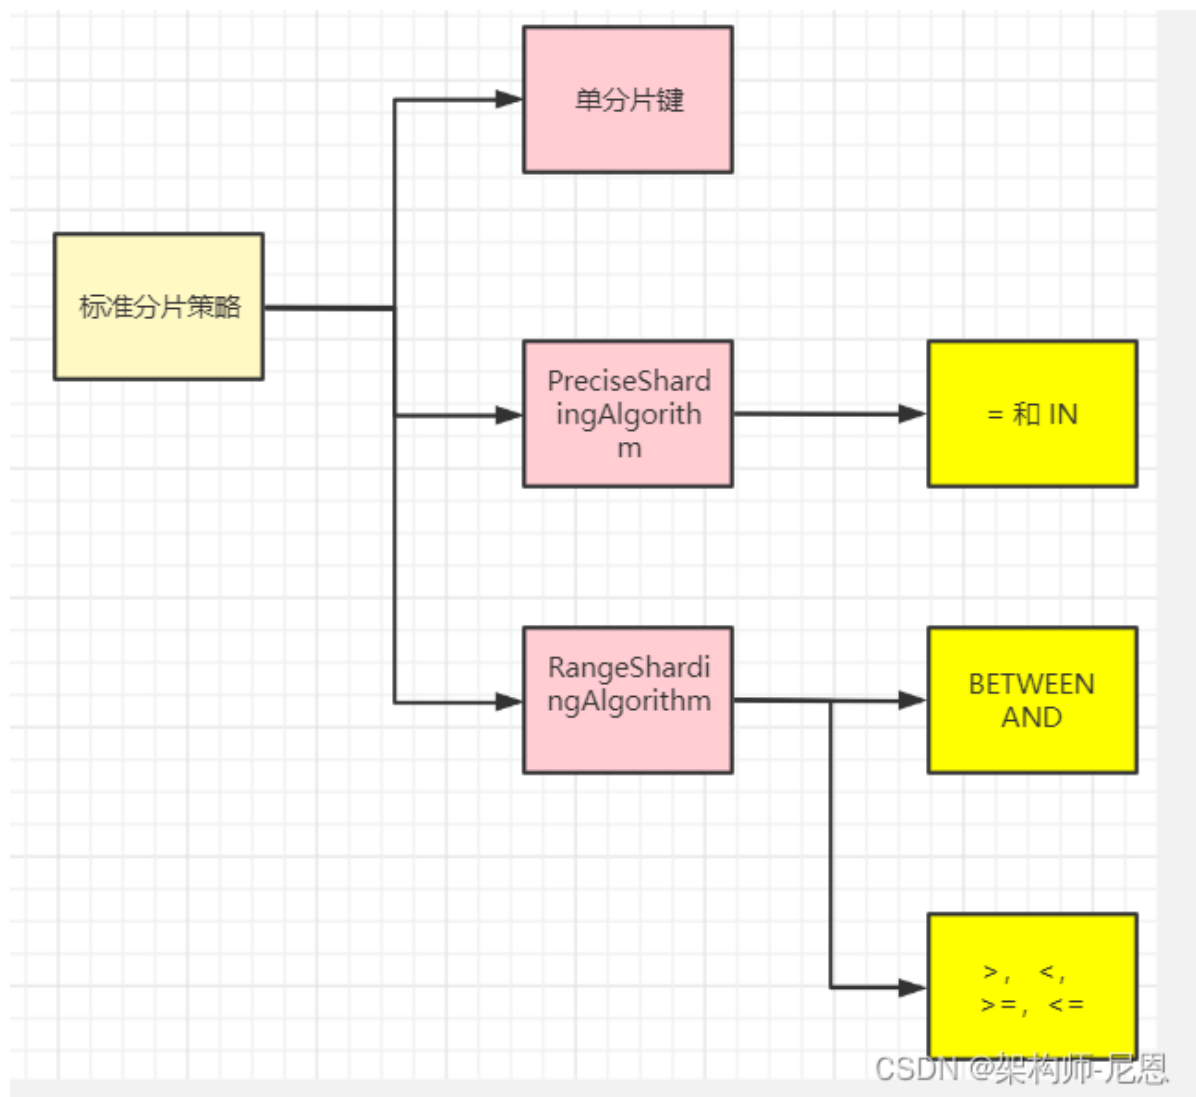 单分片键
标准分片策略
PreciseShard
ingAlgorith
m
= 和 IN
RangeShardi
ngAlgorithm
BETWEEN
AND
>, <,
>=, <=
CSDN @架构师-尼恩